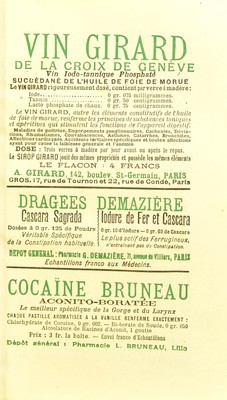 VIN GIRARD
DE LA CROIX DE GENÈVE
Vin Iodo-tannique Phosphaté
SUCCÉDANÉ DE L'HUILE DE FOIE DE MORUE
Le VIN GIRARD rigoureusement dosé, contient par verre à madère:
Iode 0 gr. 075 milligrammes.
Tannin 0 gr. 50 centigrammes.
Lacto phosphate de chaux 0 gr. 75 centigrammes.
Le VIN GIRARD, outre les éléments constitutifs de l'huile
de foie de morue, renferme les principes de substances toniques
et apéritives qui stimulent les fonctions de l'appareil digestif.
Maladies de poitrine, Engorgements ganglionnaires, Cachexies, Dévia-
tions, Rhumatismes, Convalescences, Asthmes, Catarrhes, Bronchites,
Affections cardiaques, Accidents tertiaires spécifiques et toutes affections
ayant pour cause la faiblesse générale et l'anémie
DOSE: Un verre à madère par jour avant ou après le repas.
Le SIROP GIRARD jouit des mêmes propriétés et possède les mêmes éléments
LE FLACON: 4 FRANCS
A. GIRARD, 142, boulev. St-Germain, PARIS
GROS, 17, rue de Tournon et 22, rue de Condé, Paris
DRAGÉES DEMAZIÈRE
Cascara Sagrada
Dosées à 0 gr. 125 de Poudre
Véritable Spécifique
de la Constipation habituelle.
Iodure de Fer et Cascara
0 gr. 10 d'Iodure — 0 gr. 03 de Cascara
Le plus actif des Ferrugineux,
n'entraînant pas de Constipation.
DÉPOT GÉNÉRAL: Pharmacie G. DEMAZIÈRE, 71, avenue de Villiers, PARIS
Echantillons franco aux Médecins.
COCAÏNE BRUNEAU
ACONITO-BORATÉE
Le meilleur spécifique de la Gorge et du Larynx
CHAQUE PASTILLE AROMATISÉE A LA VANILLE RENFERME EXACTEMENT:
Chlorhydrate de Cocaïne, 0 gr. 002. — Bi-borate de Soude, 0 gr. 050
Alcoolature de Racines d'Aconit, 1 goutte
Prix: 3 fr. la boîte. — Envoi franco d'Echantillons
Dépôt général: Pharmacie L. BRUNEAU, Lille